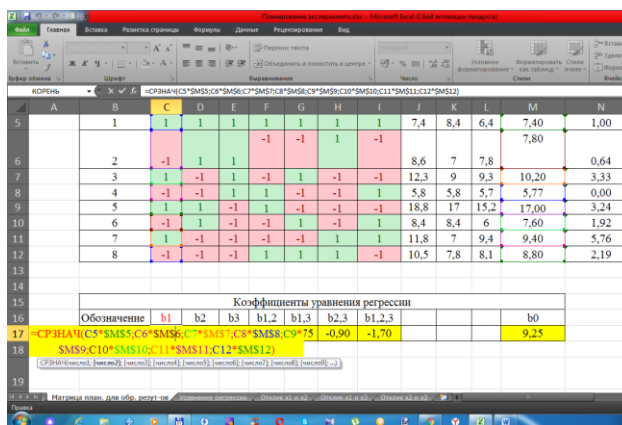 Планирование эксперимента.xlsx - Microsoft Excel (Сбой активации продукта)
Файл Главная Вставка Разметка страницы Формулы Данные Рецензирование Вид
Вставить Ж К Ч Перенос текста Условное форматирование Форматировать как таблицу Стили ячеек Вставить Удалить
Объединить и поместить в центре
Буфер обмена Шрифт Выравнивание Число Стили Ячейки
КОРЕНЬ =СРЗНАЧ(C5*$M$5;C6*$M$6;C7*$M$7;C8*$M$8;C9*$M$9;C10*$M$10;C11*$M$11;C12*$M$12)
A B C D E F G H I J K L M N
5 1 1 1 1 1 1 1 1 7,4 8,4 6,4 7,40 1,00
6 2 -1 1 1 -1 -1 1 -1 8,6 7 7,8 7,80 0,64
7 3 1 -1 1 -1 1 -1 -1 12,3 9 9,3 10,20 3,33
8 4 -1 -1 1 1 -1 -1 1 5,8 5,8 5,7 5,77 0,00
9 5 1 1 -1 1 -1 -1 -1 18,8 17 15,2 17,00 3,24
10 6 -1 1 -1 -1 1 -1 1 8,4 8,4 6 7,60 1,92
11 7 1 -1 -1 -1 -1 1 1 11,8 7 9,4 9,40 5,76
12 8 -1 -1 -1 1 1 1 -1 10,5 7,8 8,1 8,80 2,19
13
14
15 Коэффициенты уравнения регрессии
16 Обозначение b1 b2 b3 b1,2 b1,3 b2,3 b1,2,3 b0
17 =СРЗНАЧ(C5*$M$5;C6*$M$6;C7*$M$7;C8*$M$8;C9*75 -0,90 -1,70 9,25
18 $M$9;C10*$M$10;C11*$M$11;C12*$M$12)
СРЗНАЧ(число1; [число2]; [число3]; [число4]; [число5]; [число6]; [число7]; [число8]; [число9]; ...)
19
Матрица план. для обр. резут-ов Уравнения регрессии Отклик x1 и x2 Отклик x1 и x3 Отклик x2 и x3
Правка